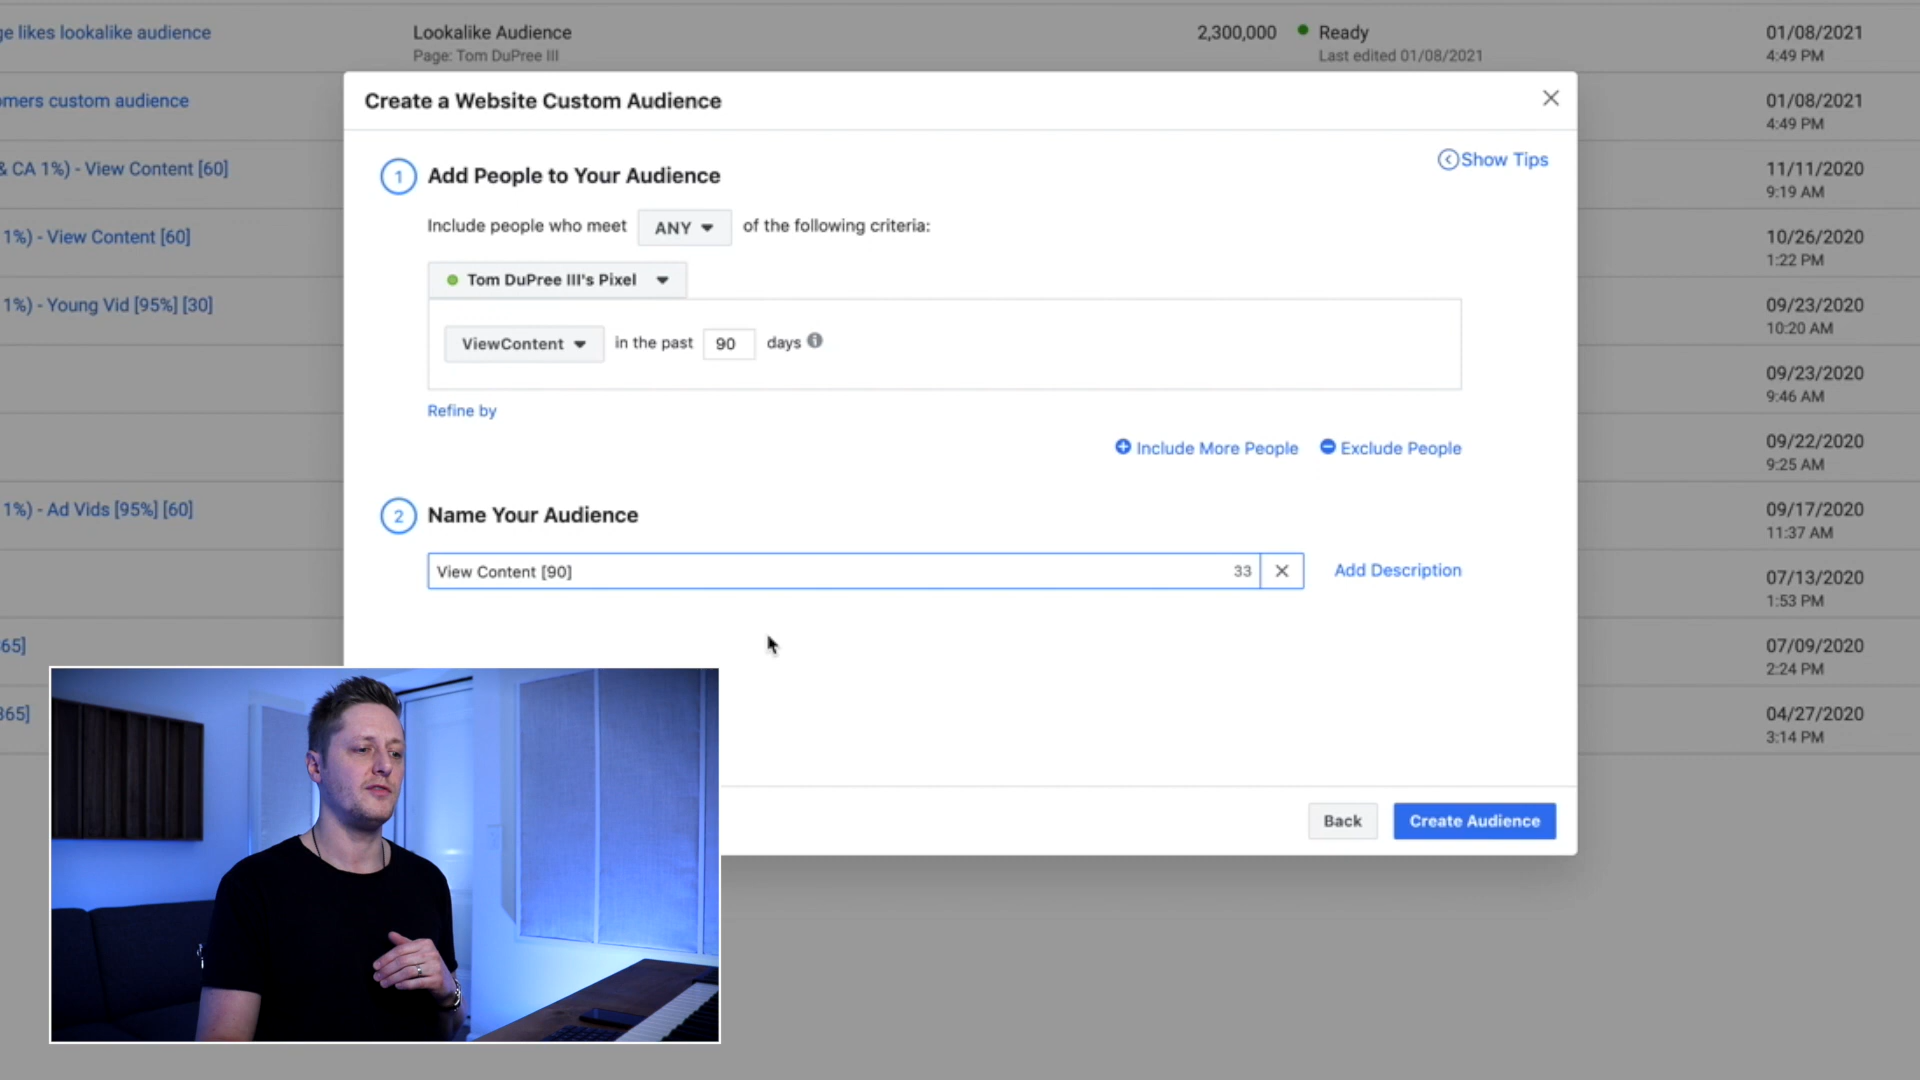 ge likes lookalike audience
Lookalike Audience
Page: Tom DuPree III
2,300,000
Ready
Last edited 01/08/2021
01/08/2021
4:49 PM
omers custom audience
01/08/2021
4:49 PM
& CA 1%) - View Content [60]
11/11/2020
9:19 AM
1%) - View Content [60]
10/26/2020
1:22 PM
1%) - Young Vid [95%] [30]
09/23/2020
10:20 AM
09/23/2020
9:46 AM
09/22/2020
9:25 AM
1%) - Ad Vids [95%] [60]
09/17/2020
11:37 AM
07/13/2020
1:53 PM
65]
07/09/2020
2:24 PM
365]
04/27/2020
3:14 PM
Create a Website Custom Audience
Show Tips
1 Add People to Your Audience
Include people who meet ANY of the following criteria:
Tom DuPree III's Pixel
ViewContent in the past 90 days
Refine by
Include More People Exclude People
2 Name Your Audience
View Content [90] 33
Add Description
Back Create Audience